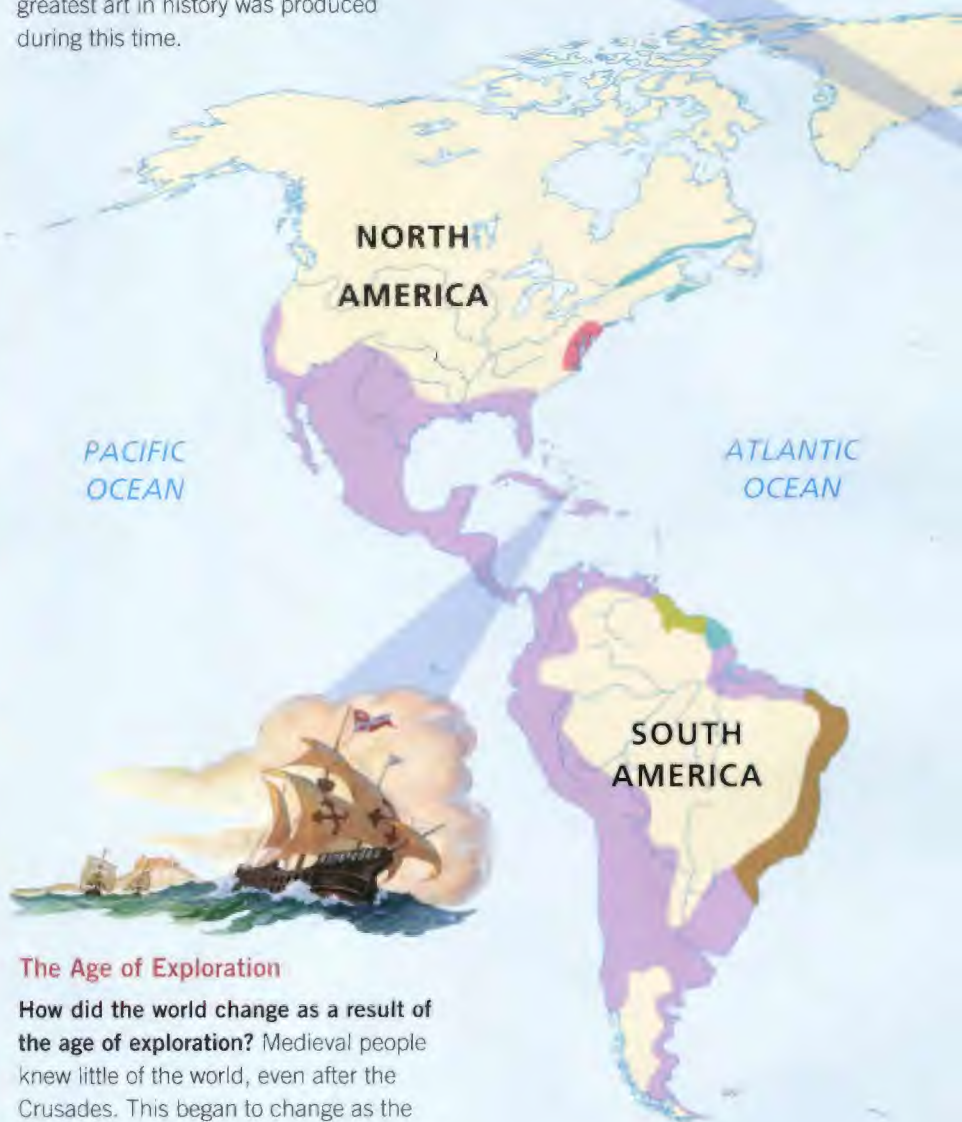 greatest art in history was produced
during this time.
NORTH
AMERICA
PACIFIC
OCEAN
ATLANTIC
OCEAN
SOUTH
AMERICA
The Age of Exploration
How did the world change as a result of
the age of exploration? Medieval people
knew little of the world, even after the
Crusades. This began to change as the